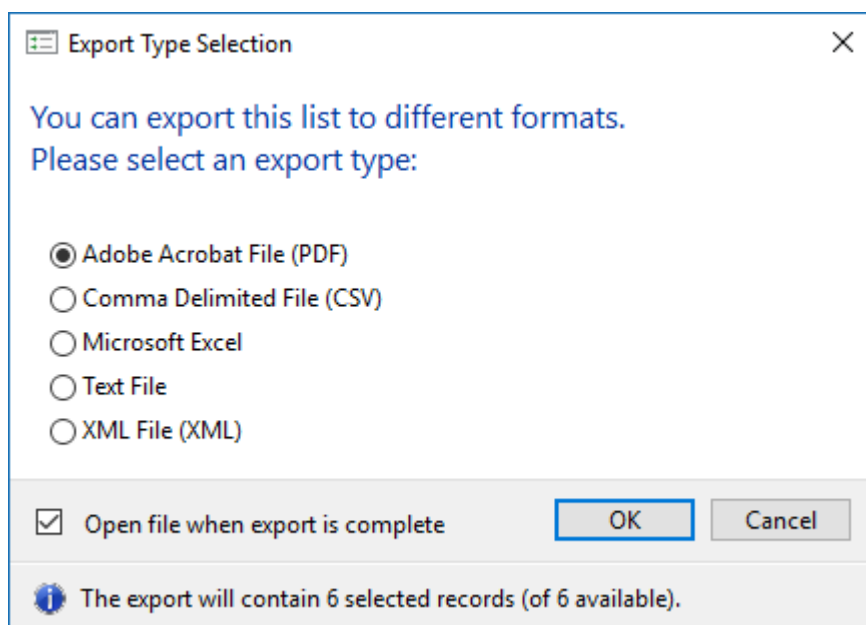 Export Type Selection
You can export this list to different formats.
Please select an export type:
Adobe Acrobat File (PDF)
Comma Delimited File (CSV)
Microsoft Excel
Text File
XML File (XML)
Open file when export is complete
OK
Cancel
The export will contain 6 selected records (of 6 available).